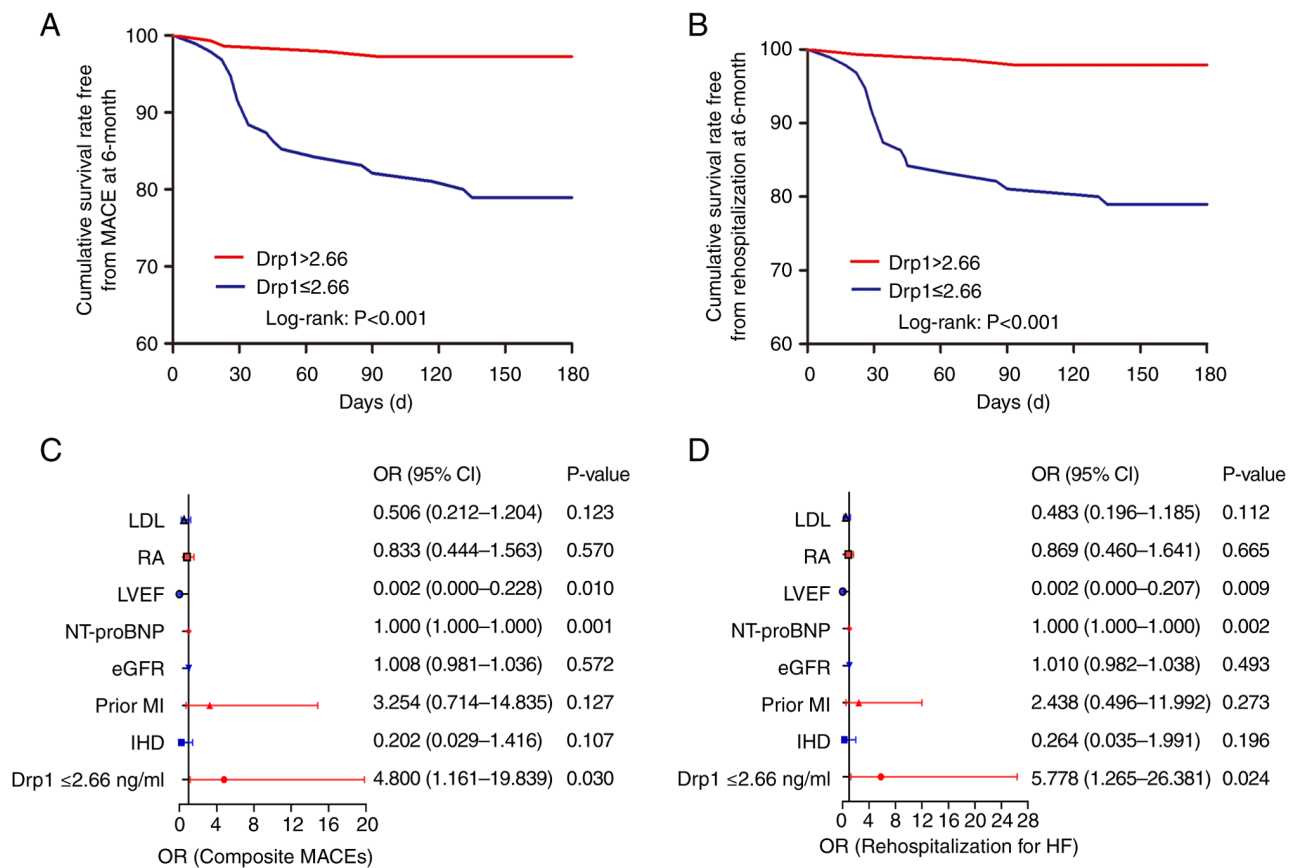 A
Cumulative survival rate free
from MACE at 6-month
100
90
80
70
60
Drp1>2.66
Drp1≤2.66
Log-rank: P<0.001
0 30 60 90 120 150 180
Days (d)
B
Cumulative survival rate free
from rehospitalization at 6-month
100
90
80
70
60
Drp1>2.66
Drp1≤2.66
Log-rank: P<0.001
0 30 60 90 120 150 180
Days (d)
C
OR (95% CI) P-value
LDL 0.506 (0.212–1.204) 0.123
RA 0.833 (0.444–1.563) 0.570
LVEF 0.002 (0.000–0.228) 0.010
NT-proBNP 1.000 (1.000–1.000) 0.001
eGFR 1.008 (0.981–1.036) 0.572
Prior MI 3.254 (0.714–14.835) 0.127
IHD 0.202 (0.029–1.416) 0.107
Drp1 ≤2.66 ng/ml 4.800 (1.161–19.839) 0.030
0 4 8 12 16 20
OR (Composite MACEs)
D
OR (95% CI) P-value
LDL 0.483 (0.196–1.185) 0.112
RA 0.869 (0.460–1.641) 0.665
LVEF 0.002 (0.000–0.207) 0.009
NT-proBNP 1.000 (1.000–1.000) 0.002
eGFR 1.010 (0.982–1.038) 0.493
Prior MI 2.438 (0.496–11.992) 0.273
IHD 0.264 (0.035–1.991) 0.196
Drp1 ≤2.66 ng/ml 5.778 (1.265–26.381) 0.024
0 4 8 12 16 20 24 28
OR (Rehospitalization for HF)